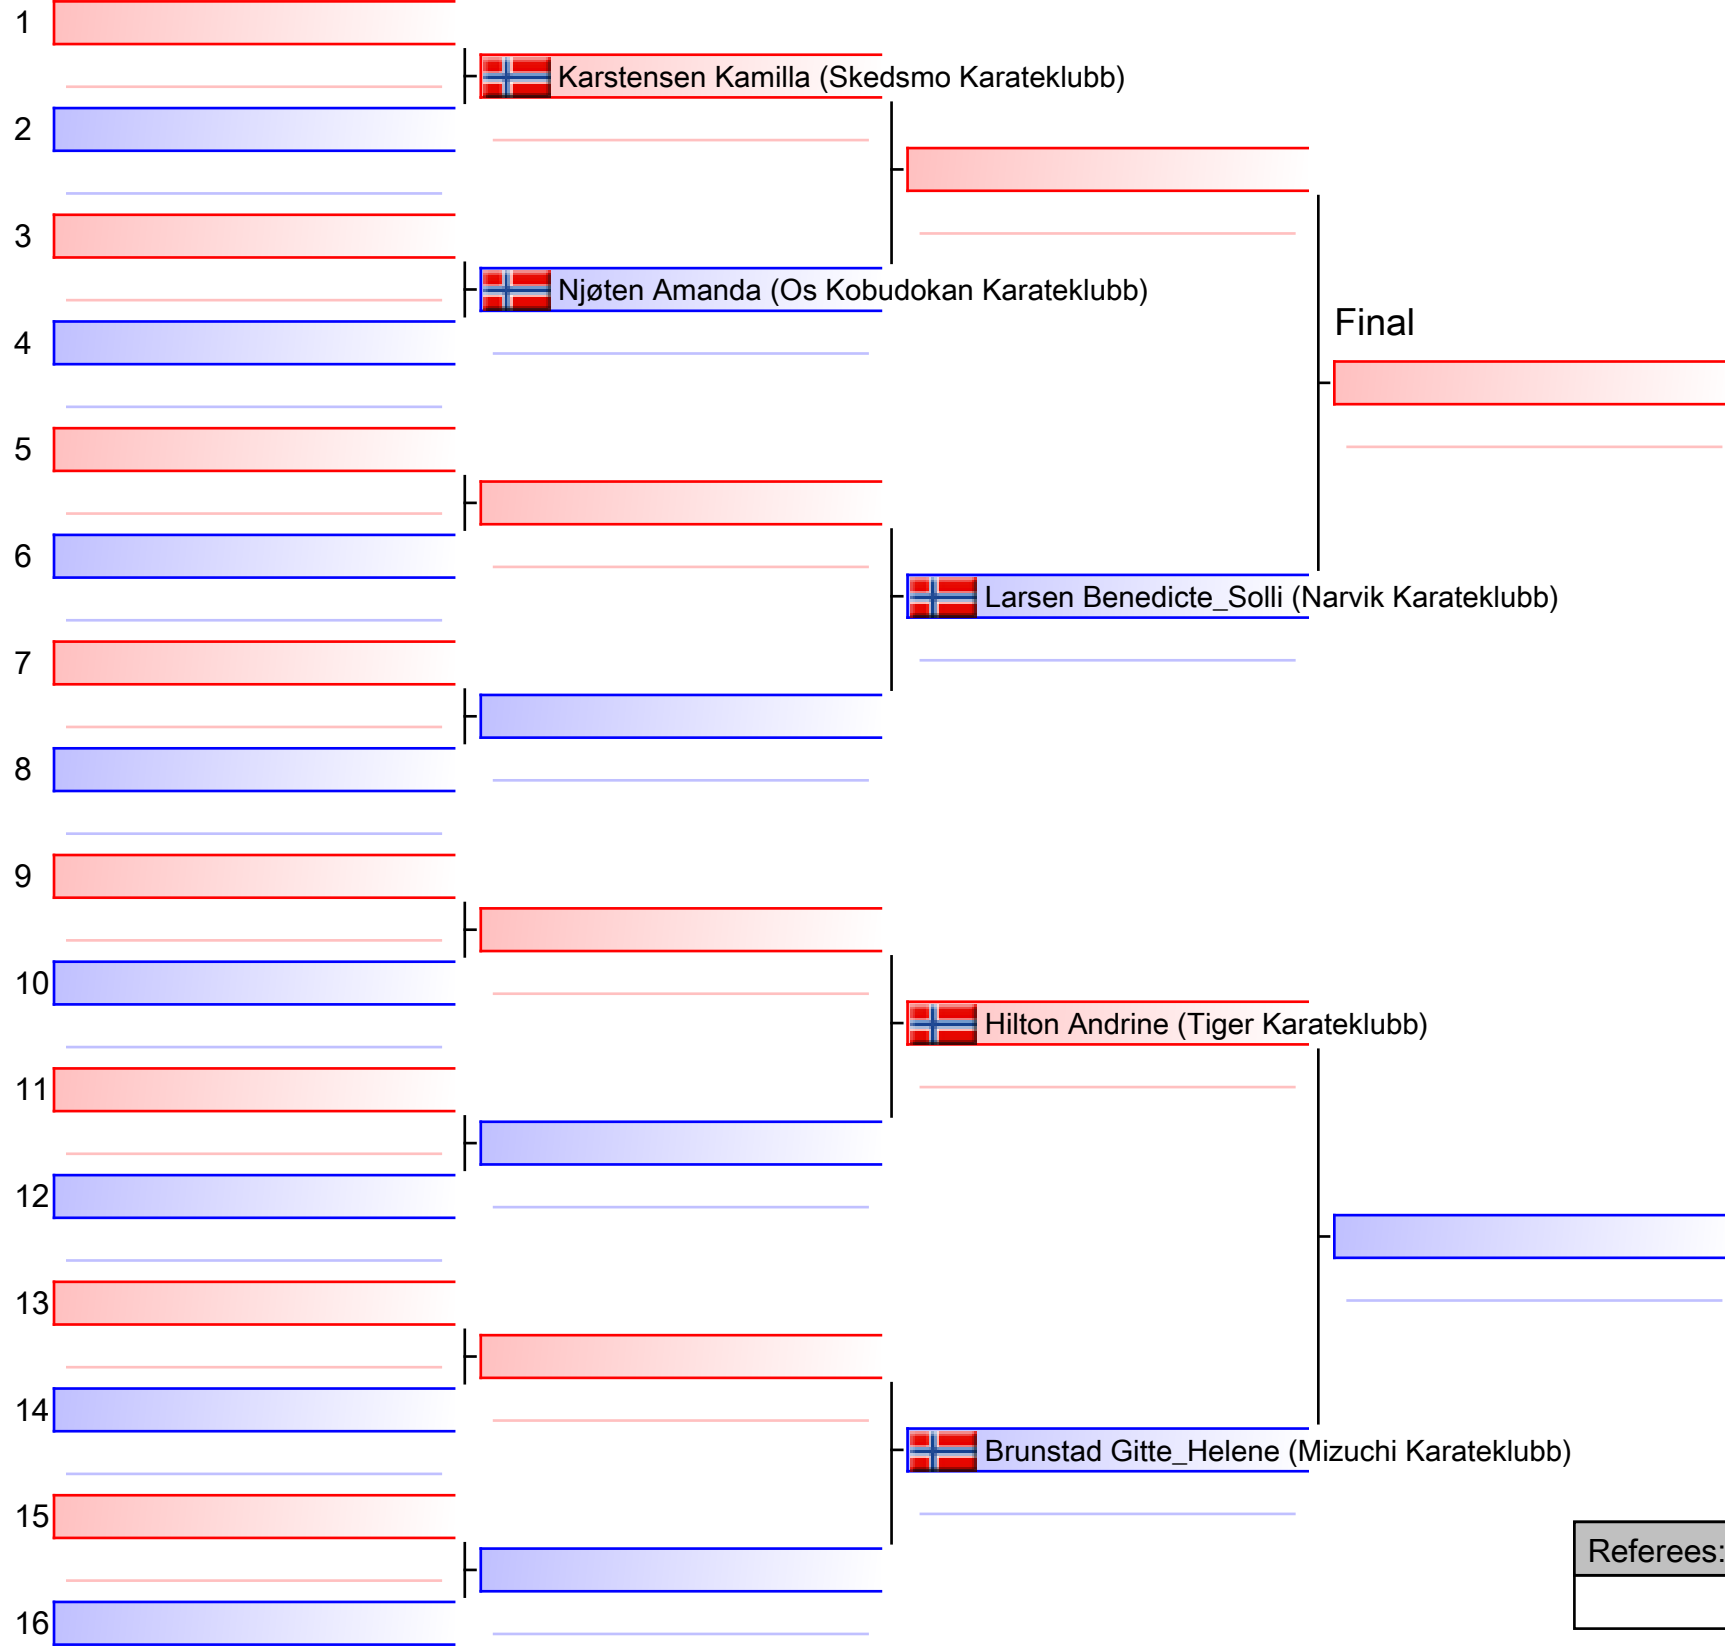 1
Karstensen Kamilla (Skedsmo Karateklubb)
2
3
Njøten Amanda (Os Kobudokan Karateklubb)
4
Final
5
6
Larsen Benedicte_Solli (Narvik Karateklubb)
7
8
9
10
Hilton Andrine (Tiger Karateklubb)
11
12
13
14
Brunstad Gitte_Helene (Mizuchi Karateklubb)
15
Referees:
16